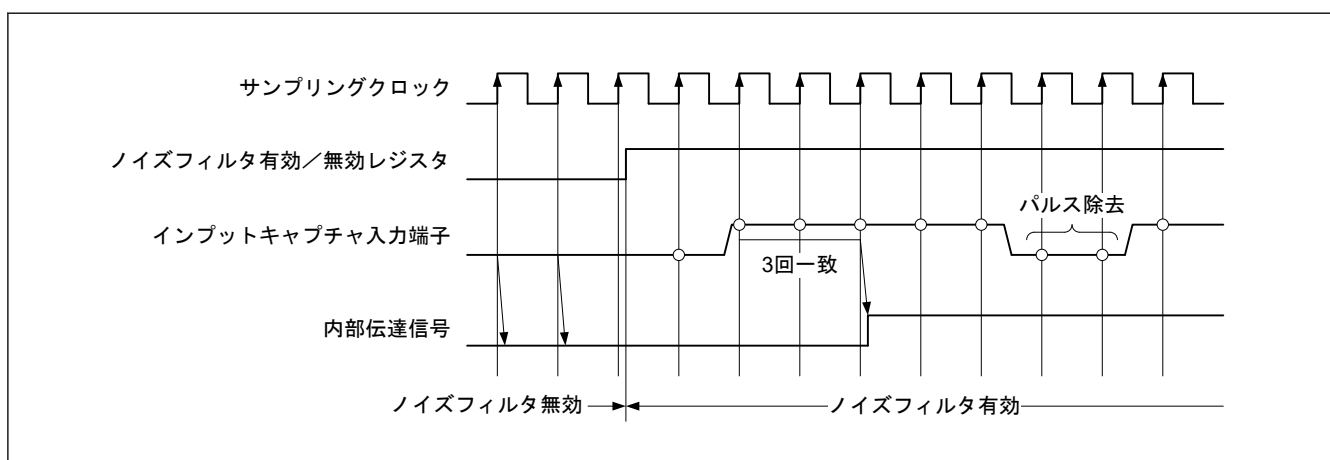 サンプリングクロック
ノイズフィルタ有効／無効レジスタ
パルス除去
インプットキャプチャ入力端子
3回一致
内部伝達信号
ノイズフィルタ無効
ノイズフィルタ有効